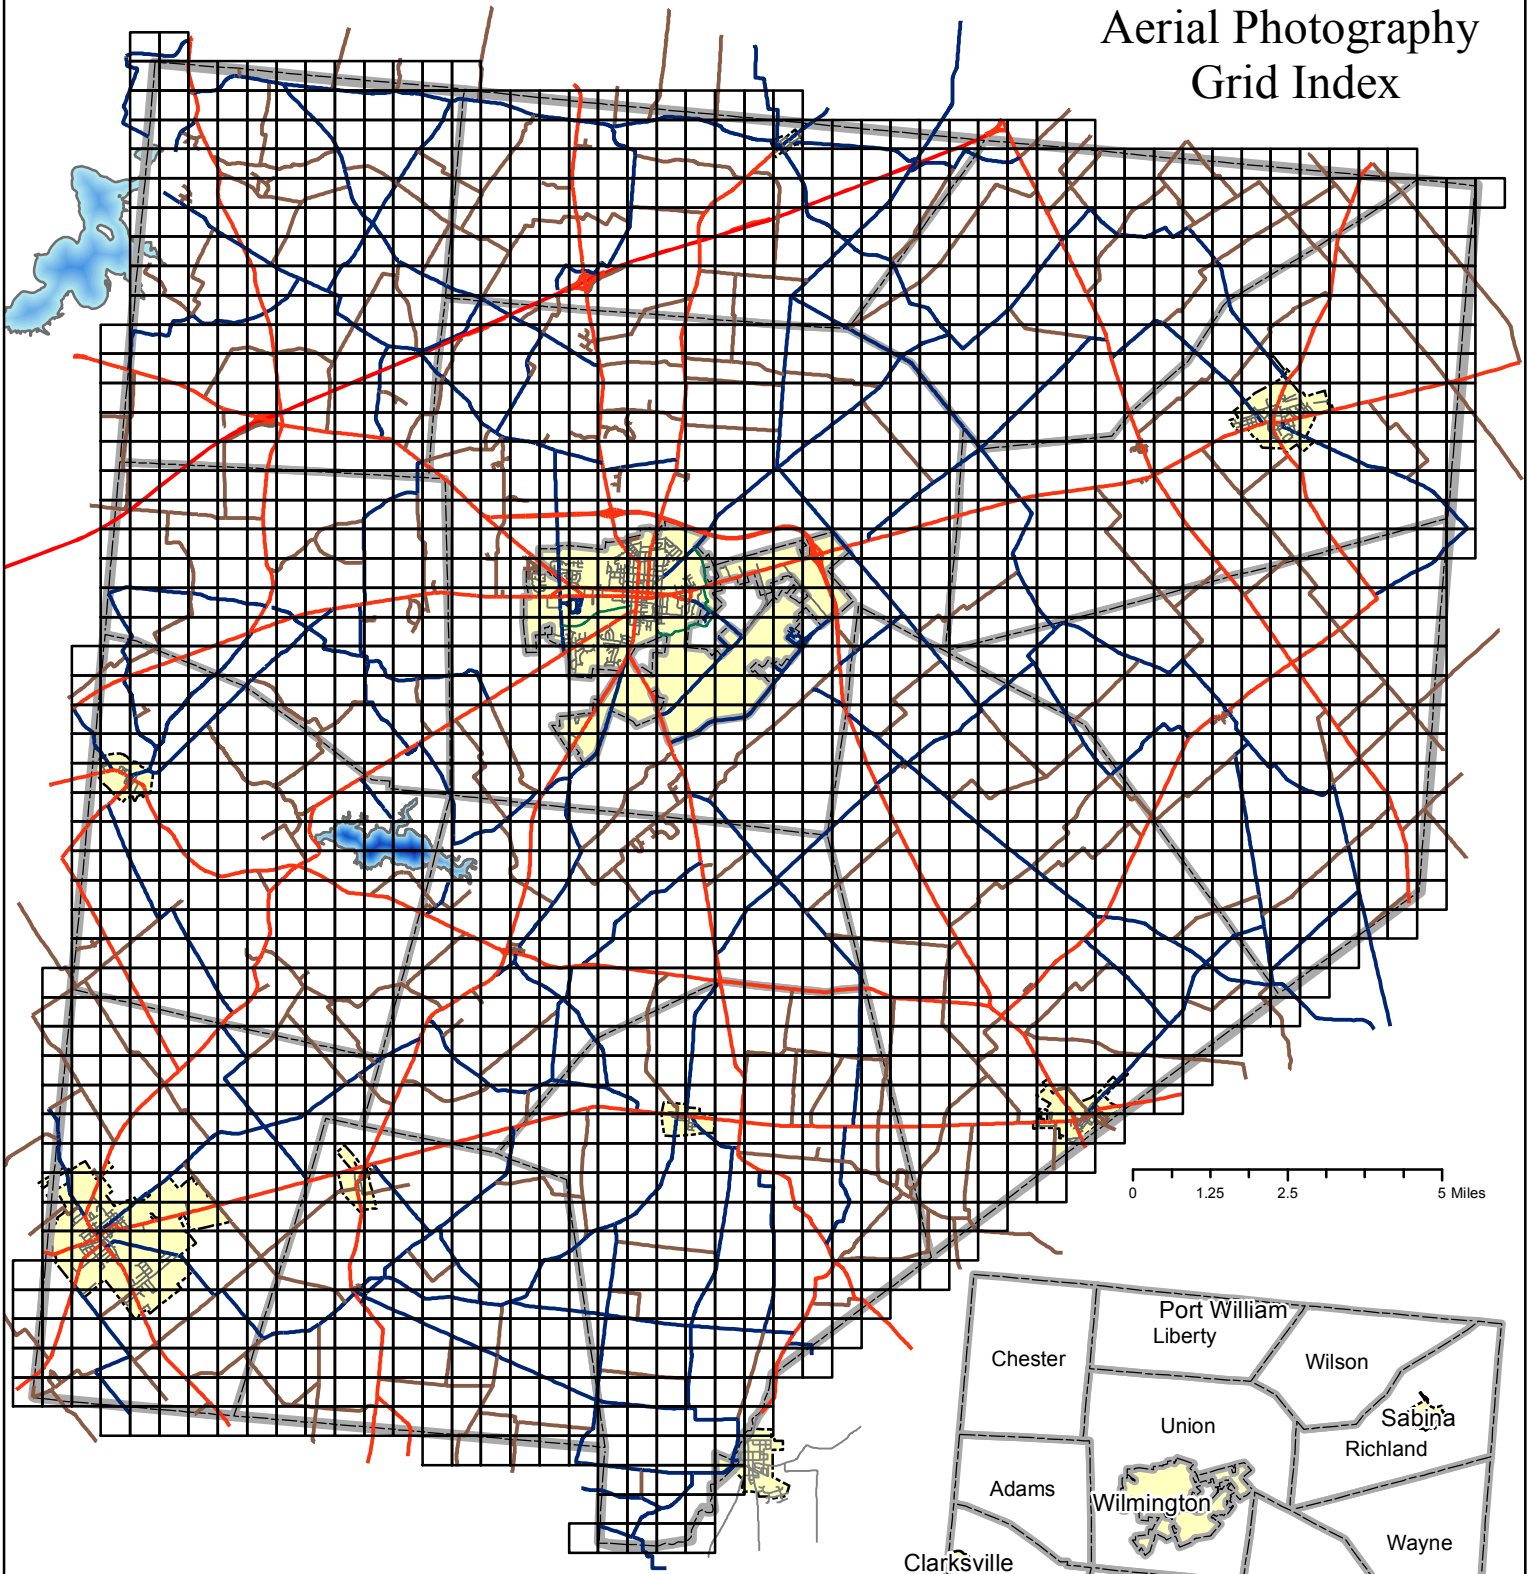 Aerial Photography
Grid Index
0 1.25 2.5 5 Miles
Port William
Liberty
Chester
Wilson
Sabina
Union
Richland
Adams
Wilmington
Wayne
Clarksville